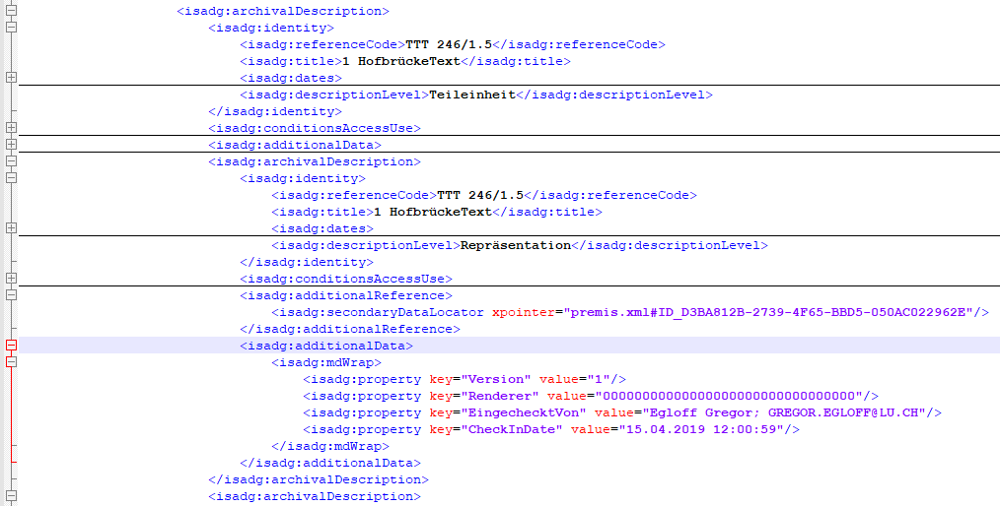 <isadg:archivalDescription>
<isadg:identity>
<isadg:referenceCode>TTT 246/1.5</isadg:referenceCode>
<isadg:title>1 HofbrückeText</isadg:title>
<isadg:dates>
<isadg:descriptionLevel>Teileinheit</isadg:descriptionLevel>
</isadg:identity>
<isadg:conditionsAccessUse>
<isadg:additionalData>
<isadg:archivalDescription>
<isadg:identity>
<isadg:referenceCode>TTT 246/1.5</isadg:referenceCode>
<isadg:title>1 HofbrückeText</isadg:title>
<isadg:dates>
<isadg:descriptionLevel>Repräsentation</isadg:descriptionLevel>
</isadg:identity>
<isadg:conditionsAccessUse>
<isadg:additionalReference>
<isadg:secondaryDataLocator xpointer="premis.xml#ID_D3BA812B-2739-4F65-BBD5-050AC022962E"/>
</isadg:additionalReference>
<isadg:additionalData>
<isadg:mdWrap>
<isadg:property key="Version" value="1"/>
<isadg:property key="Renderer" value="00000000000000000000000000000000"/>
<isadg:property key="EingechecktVon" value="Egloff Gregor; GREGOR.EGLOFF@LU.CH"/>
<isadg:property key="CheckInDate" value="15.04.2019 12:00:59"/>
</isadg:mdWrap>
</isadg:additionalData>
</isadg:archivalDescription>
<isadg:archivalDescription>